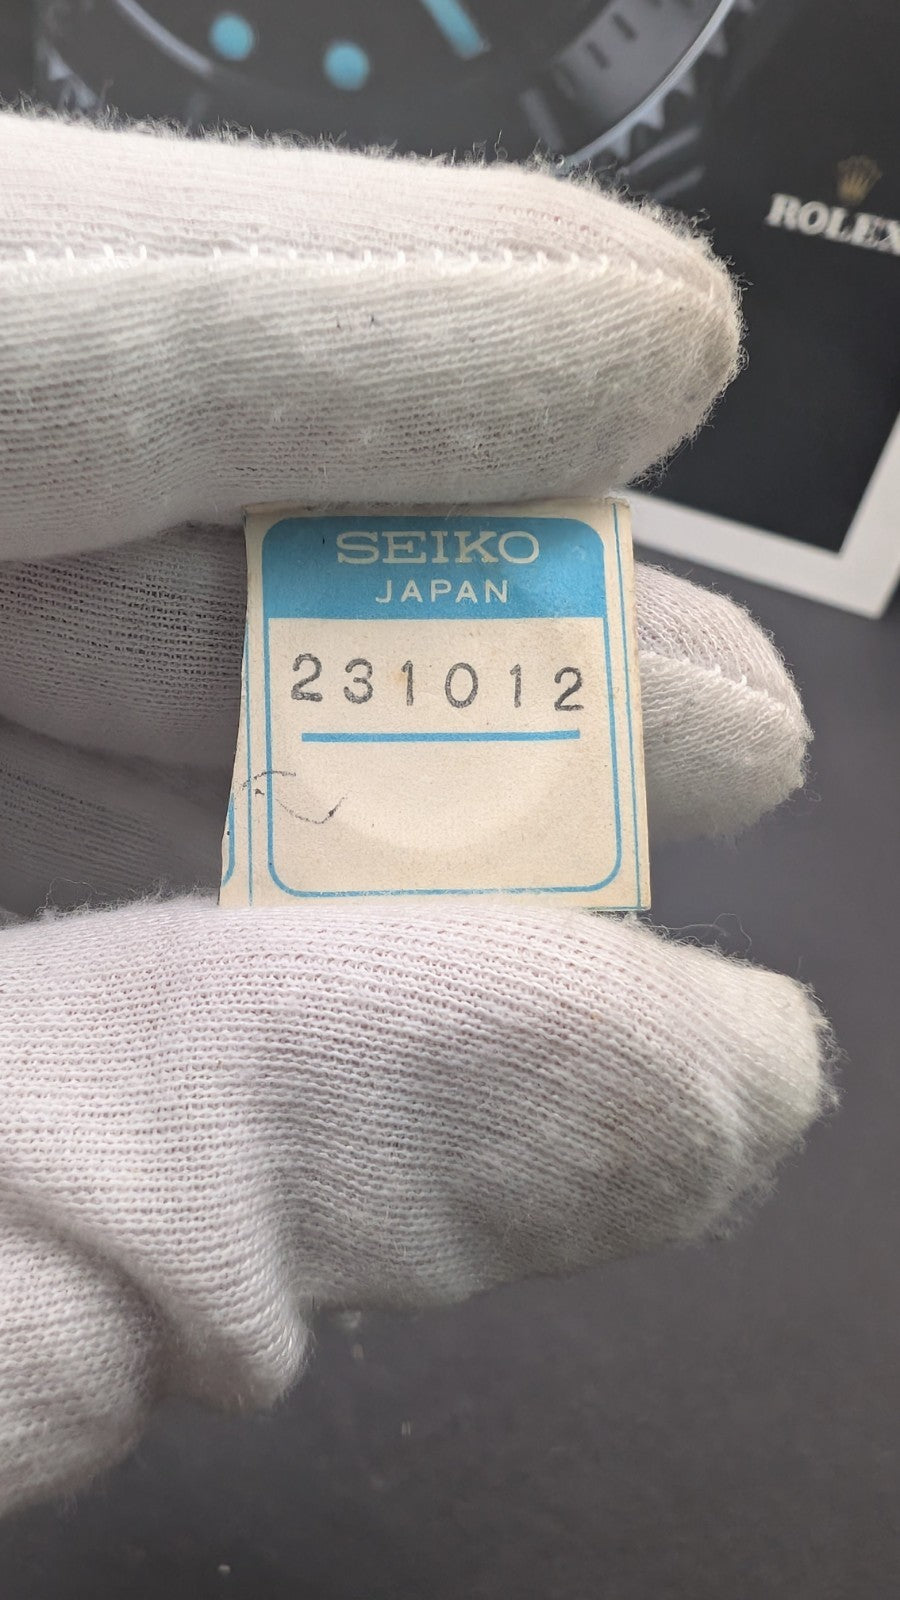 ROLEX
SEIKO
JAPAN
231012